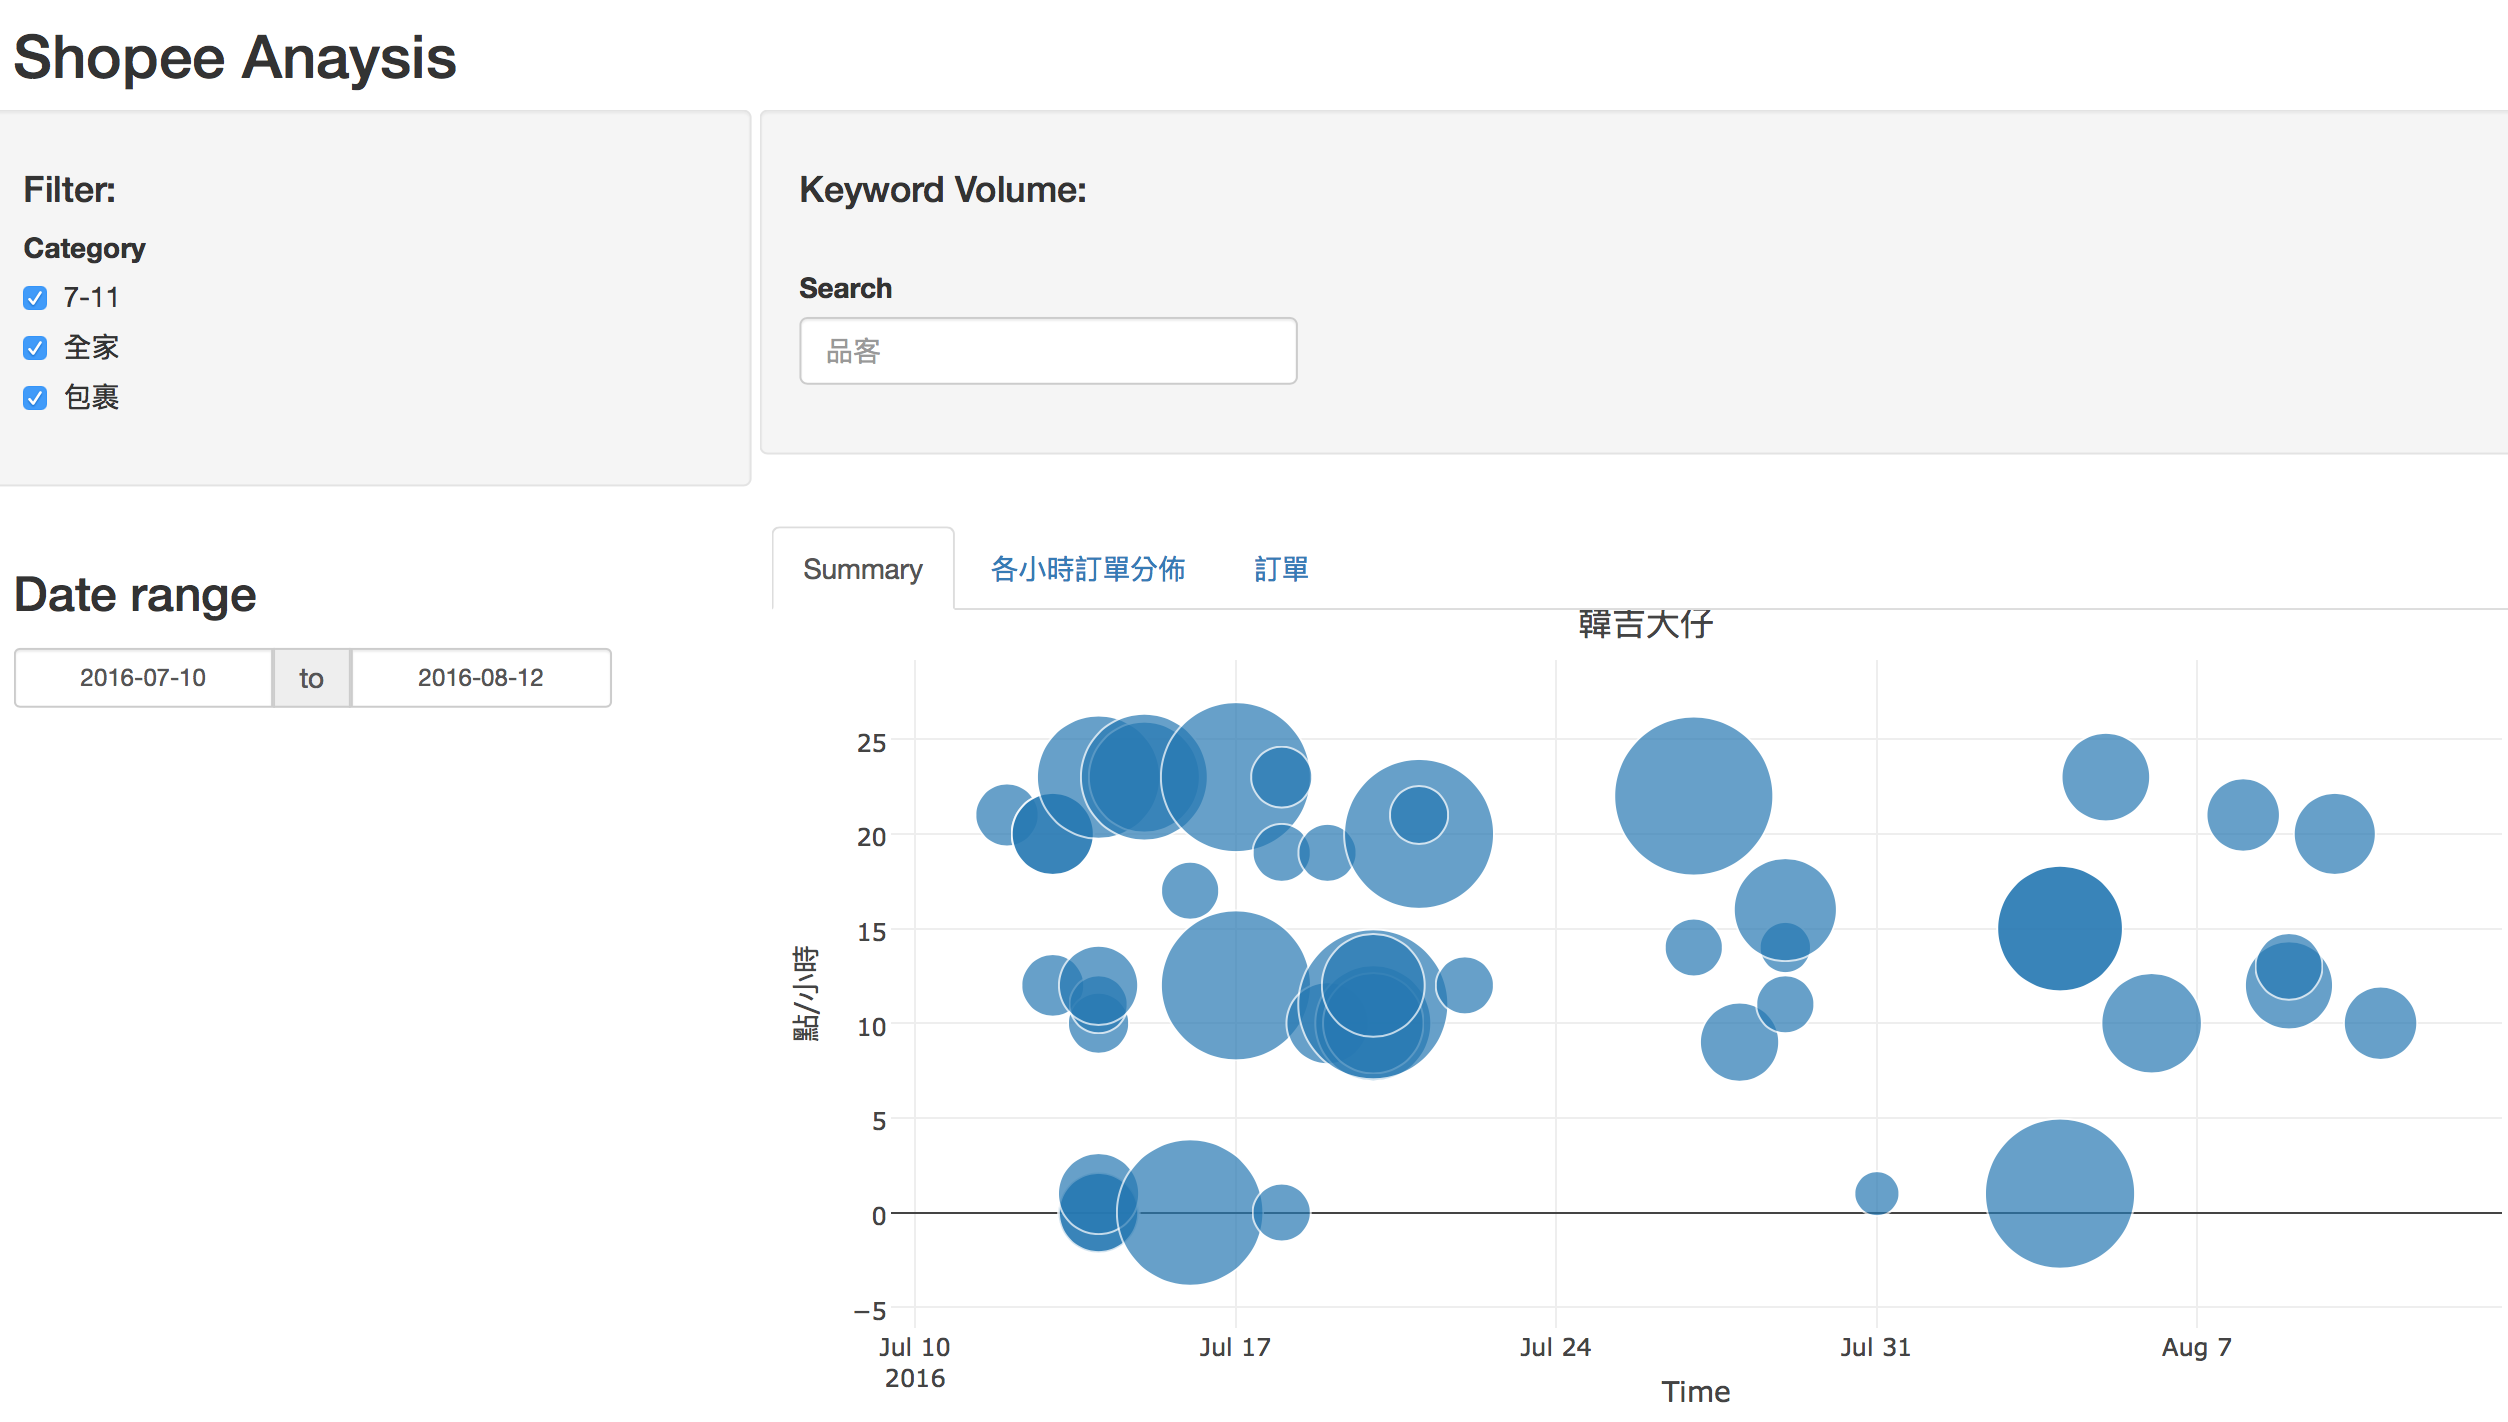 Shopee Anaysis
Filter:
Category
7-11
全家
包裹
Keyword Volume:
Search
品客
Date range
2016-07-10 to 2016-08-12
Summary 各小時訂單分佈 訂單
韓吉大仔
點/小時
25
20
15
10
5
0
−5
Jul 10 Jul 17 Jul 24 Jul 31 Aug 7
2016
Time